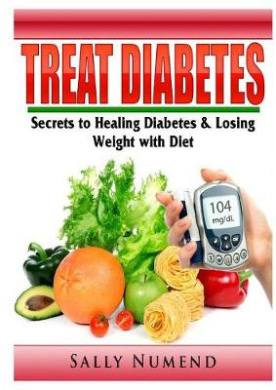 TREAT DIABETES
Secrets to Healing Diabetes & Losing
Weight with Diet
104
mg/dL
SALLY NUMEND